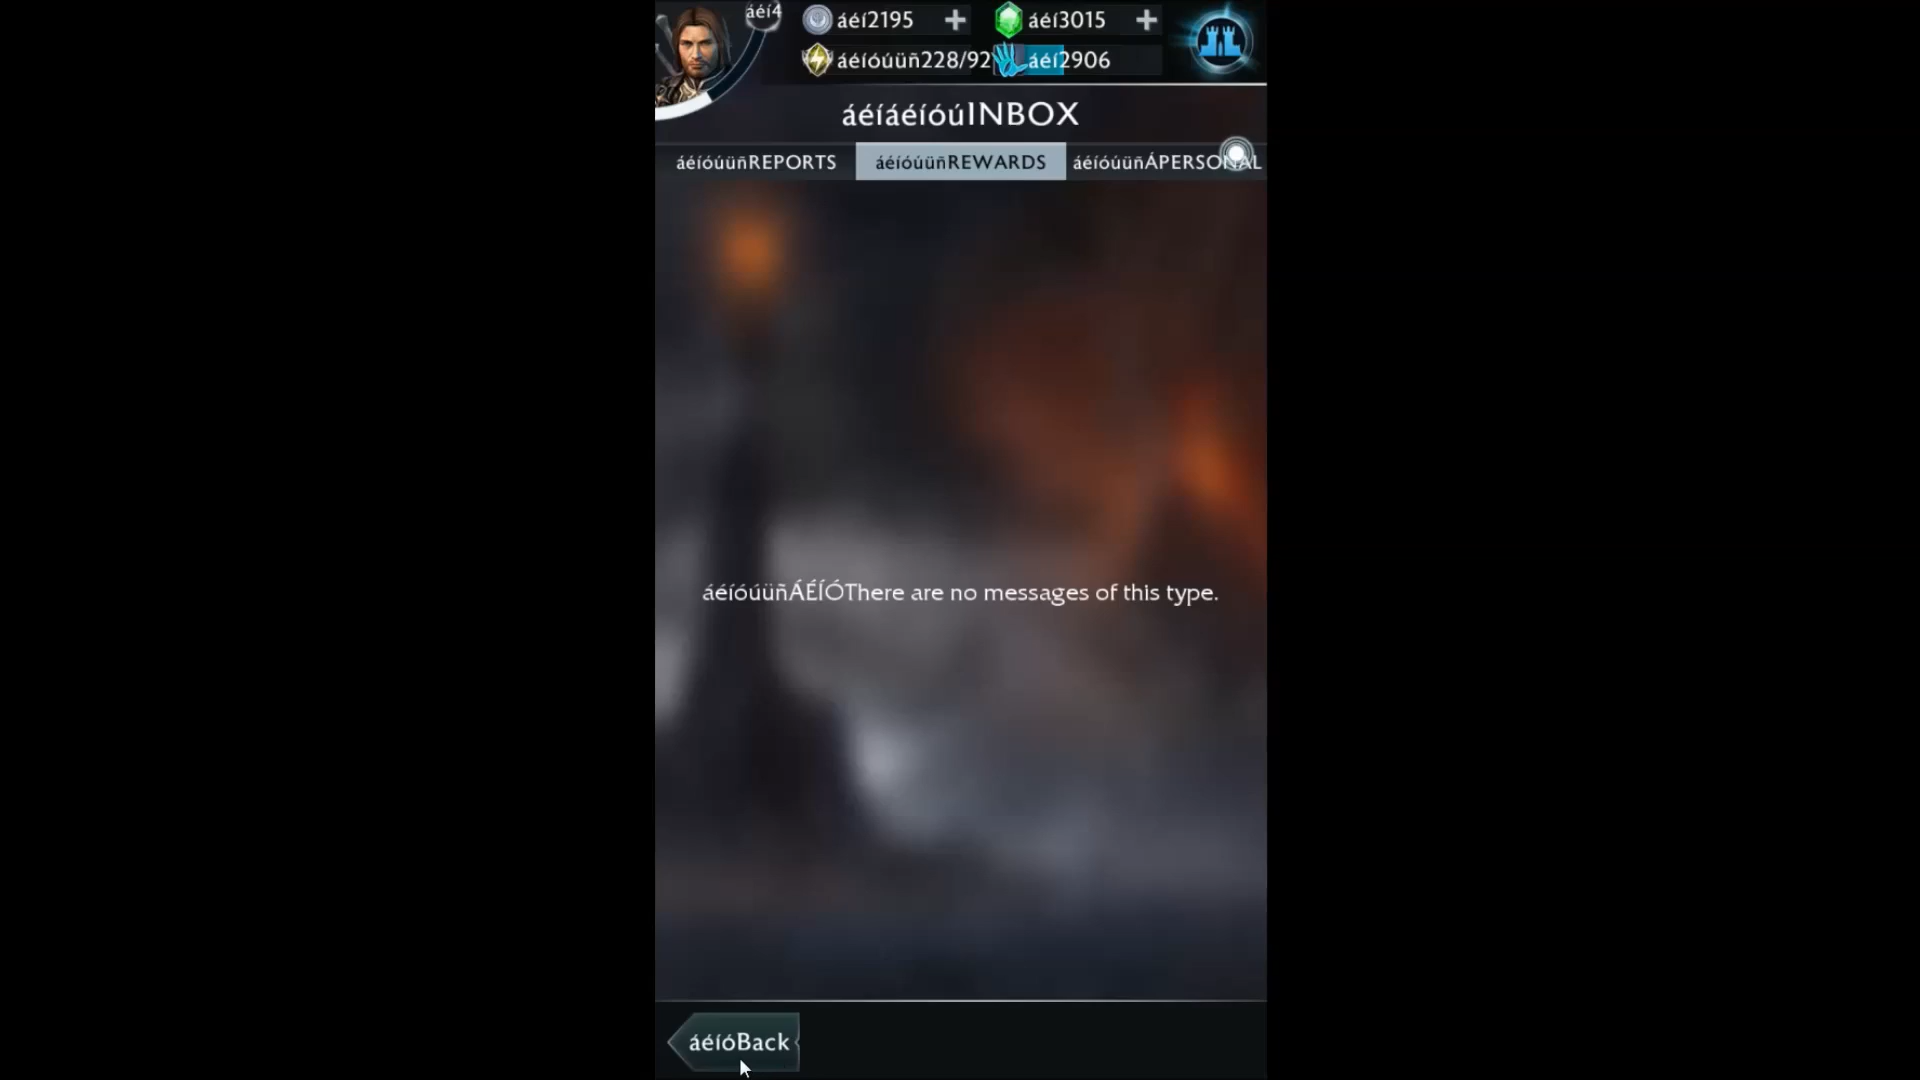 áéí4
áéí2195
áéí3015
áéíóúüñ228/92
áéí2906
áéíáéíóúINBOX
áéíóúüñREPORTS
áéíóúüñREWARDS
áéíóúüñÁPERSONAL
áéíóúüñÁÉÍÓThere are no messages of this type.
áéíóBack